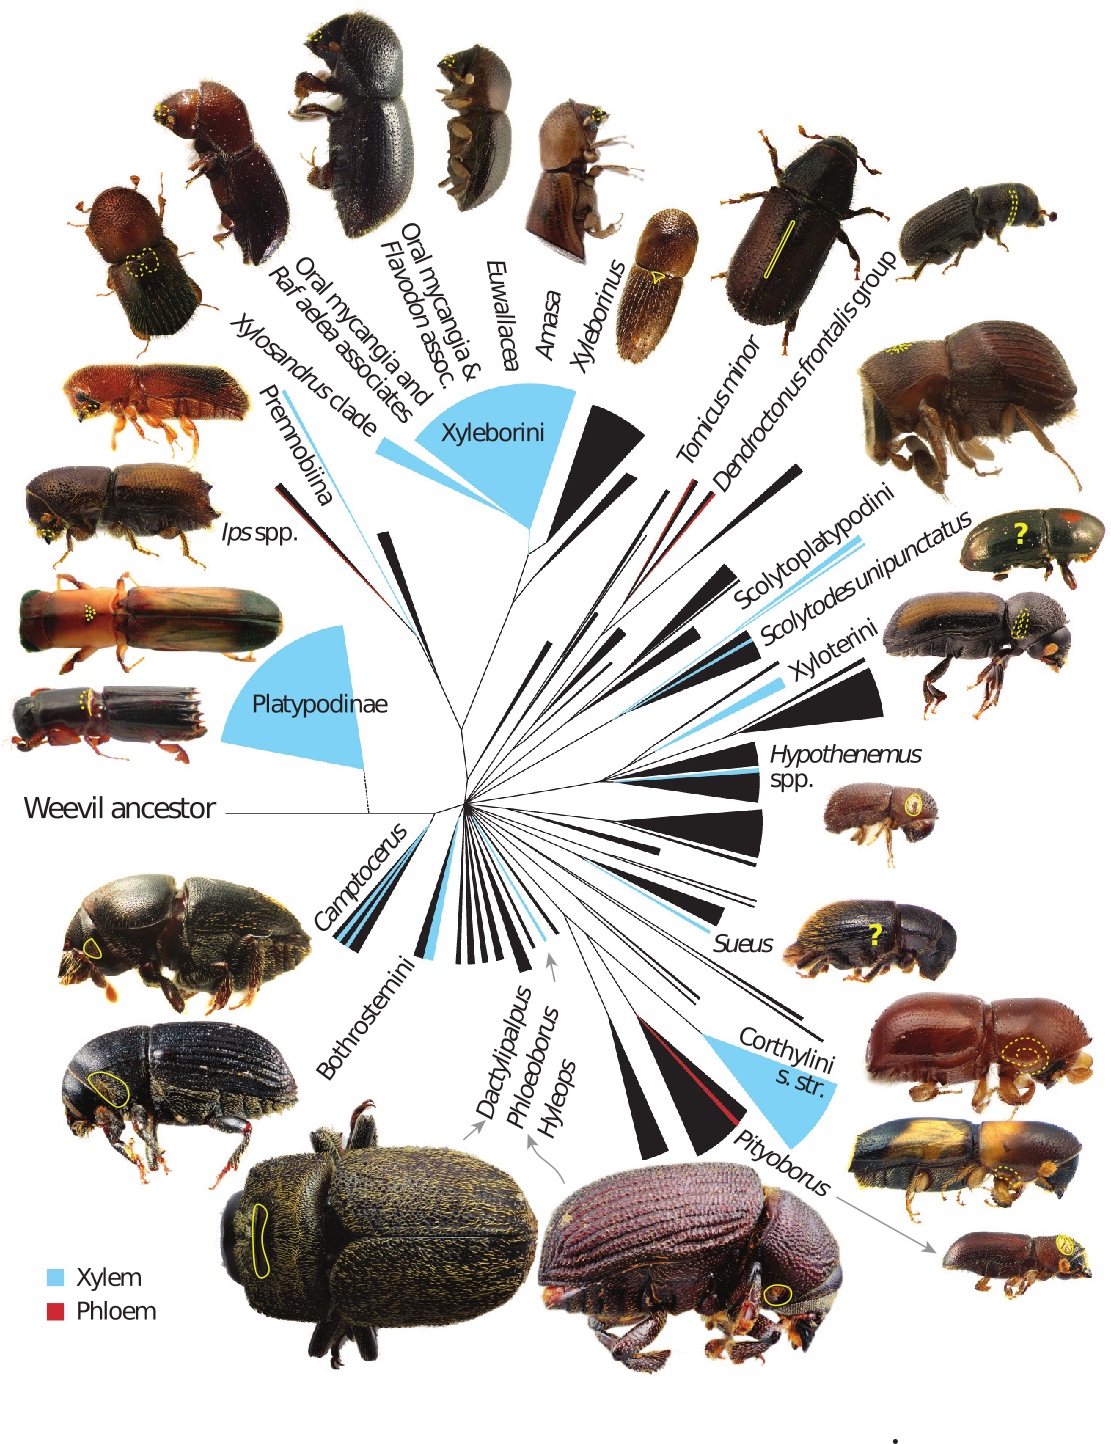 Oral mycangia &
Flavodon assoc.
Oral mycangia and
Raffaelea associates
Euwallacea
Amasa
Xyleborinus
Xylosandrus clade
Premnobiina
Xyleborini
Tomicus minor
Dendroctonus frontalis group
Ips spp.
Scolytoplatypodini
Scolytodes unipunctatus
?
Xyloterini
Platypodinae
Hypothenemus
spp.
Weevil ancestor
Camptocerus
Bothrosternini
Sueus
?
Dactylipalpus
Phloeoborus
Hyleops
Corthylini
s. str.
Pityoborus
Xylem
Phloem